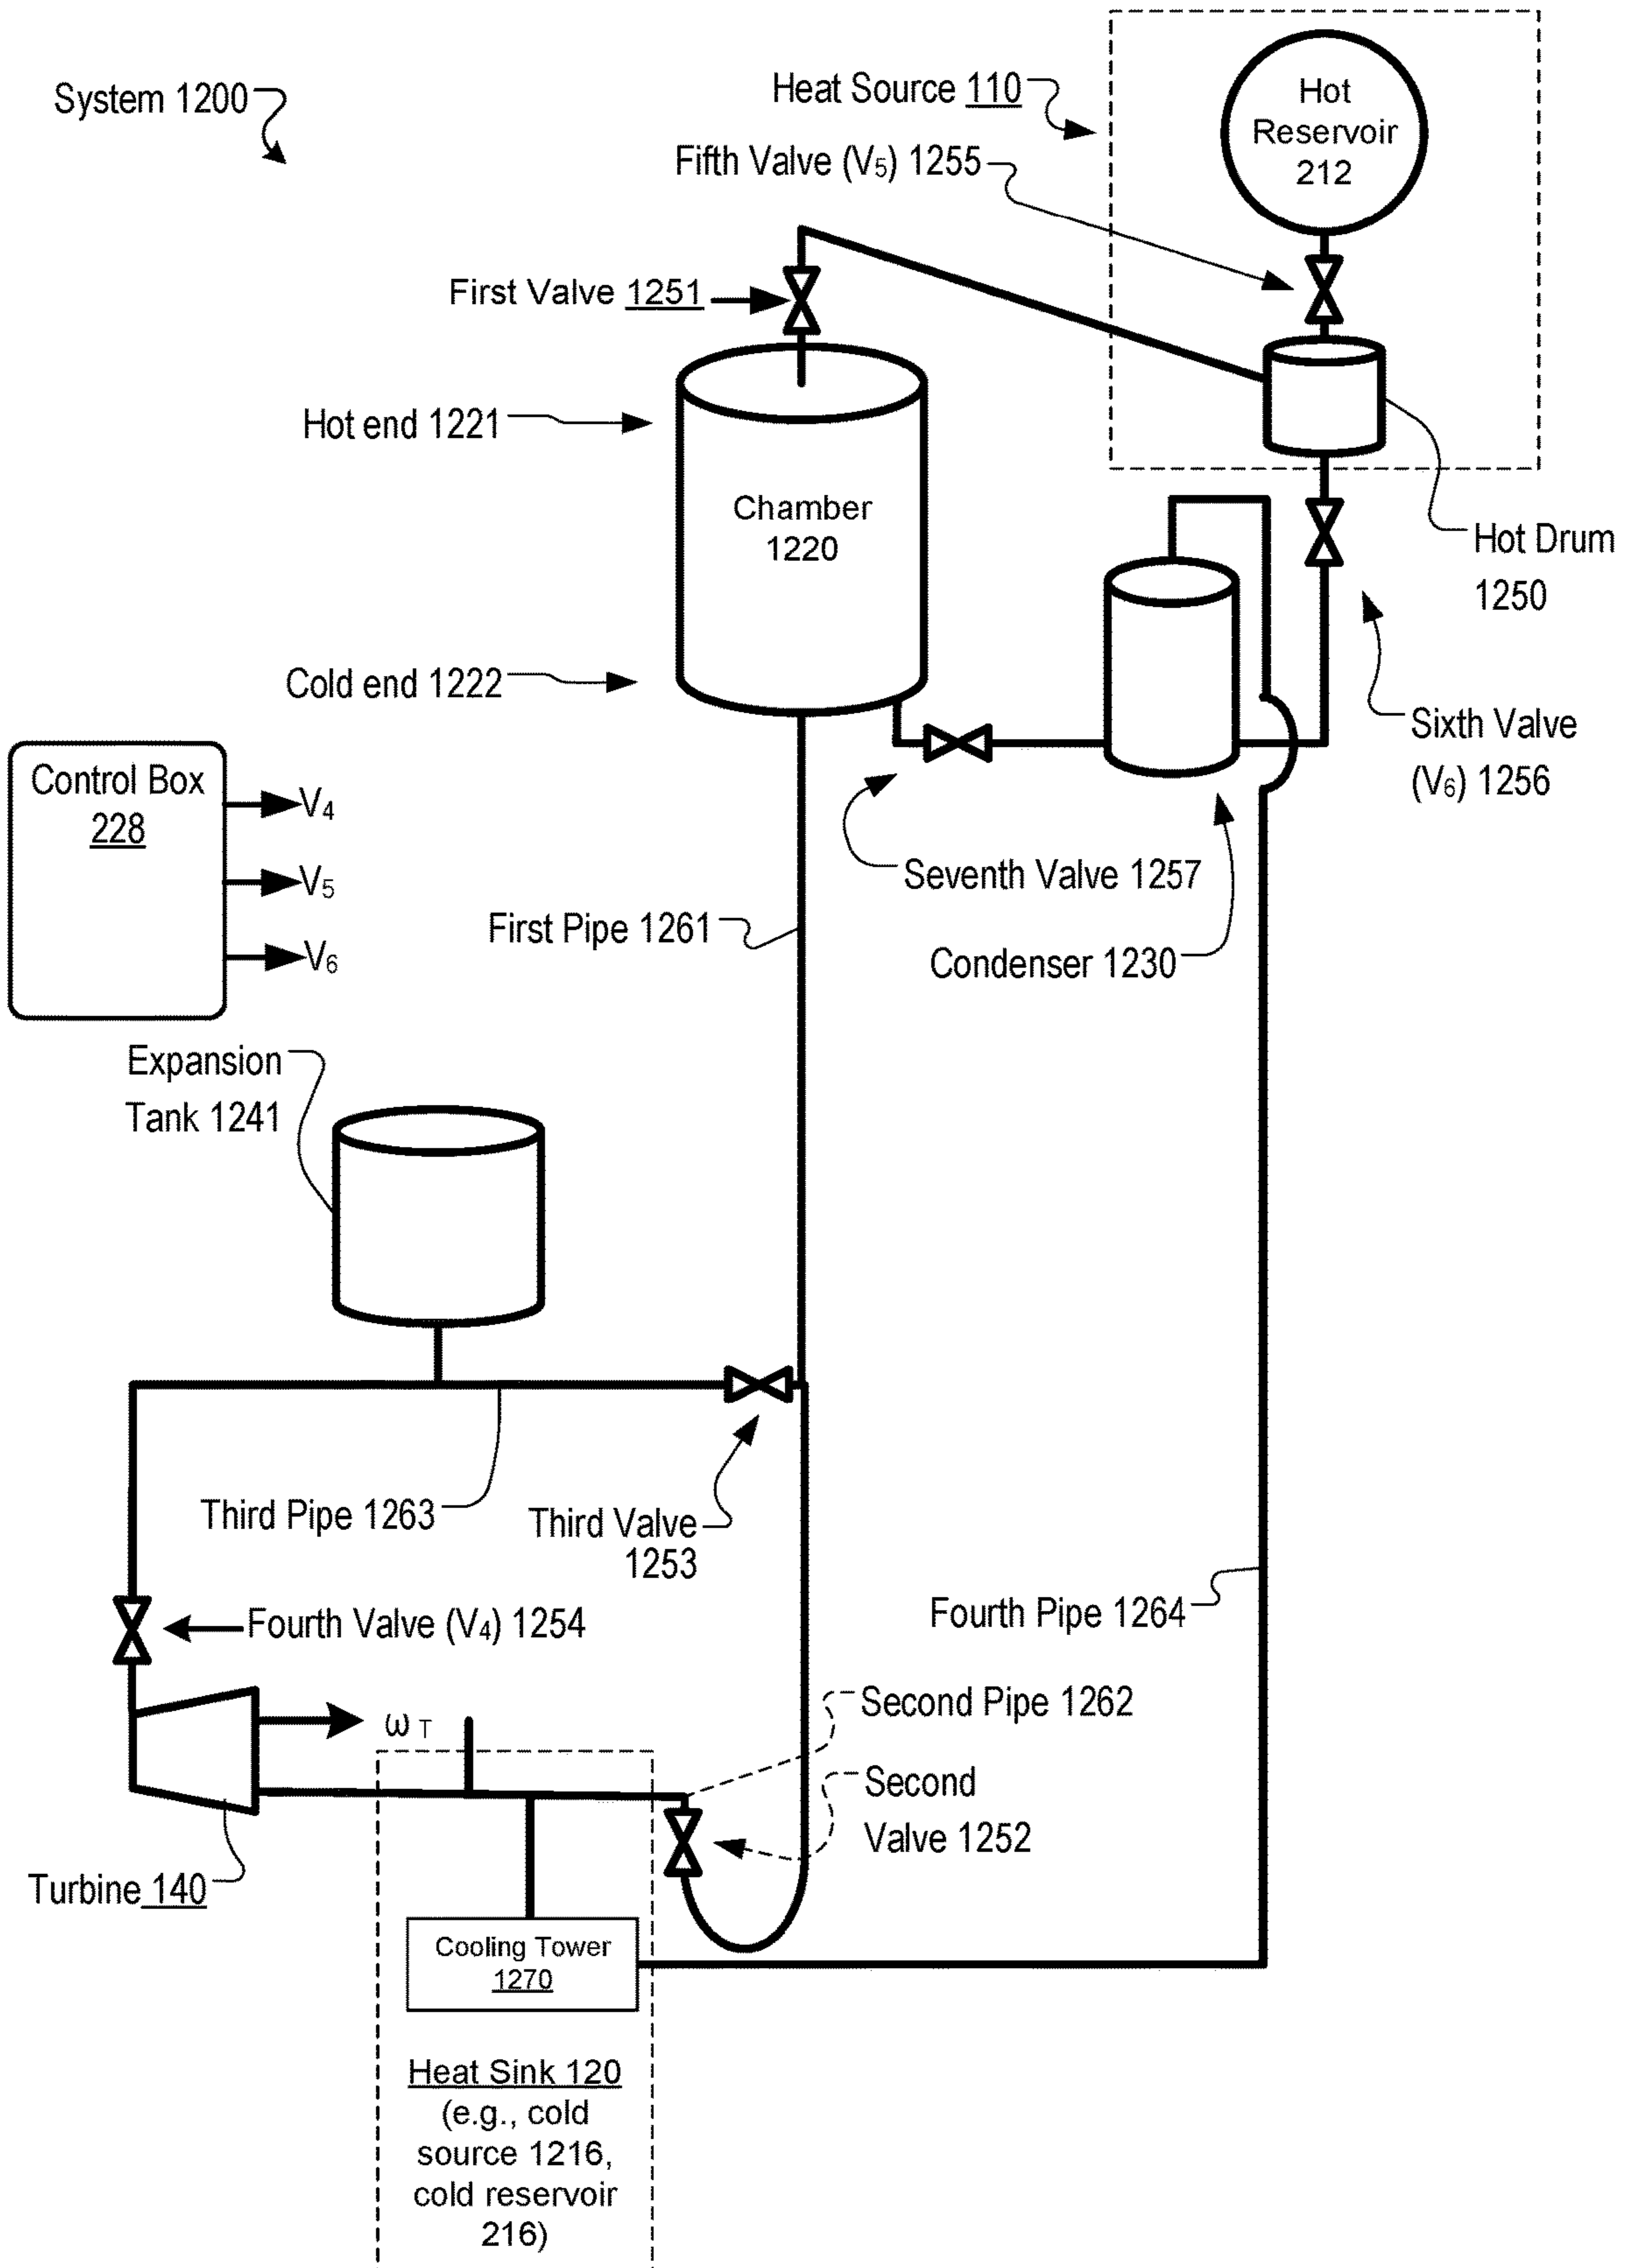 System 1200
Heat Source 110
Hot
Reservoir
212
Fifth Valve (V5) 1255
First Valve 1251
Hot end 1221
Chamber
1220
Hot Drum
1250
Cold end 1222
Sixth Valve
(V6) 1256
Control Box
228
V4
V5
V6
Seventh Valve 1257
First Pipe 1261
Condenser 1230
Expansion
Tank 1241
Third Pipe 1263
Third Valve
1253
Fourth Pipe 1264
Fourth Valve (V4) 1254
ωT
Second Pipe 1262
Second
Valve 1252
Turbine 140
Cooling Tower
1270
Heat Sink 120
(e.g., cold
source 1216,
cold reservoir
216)